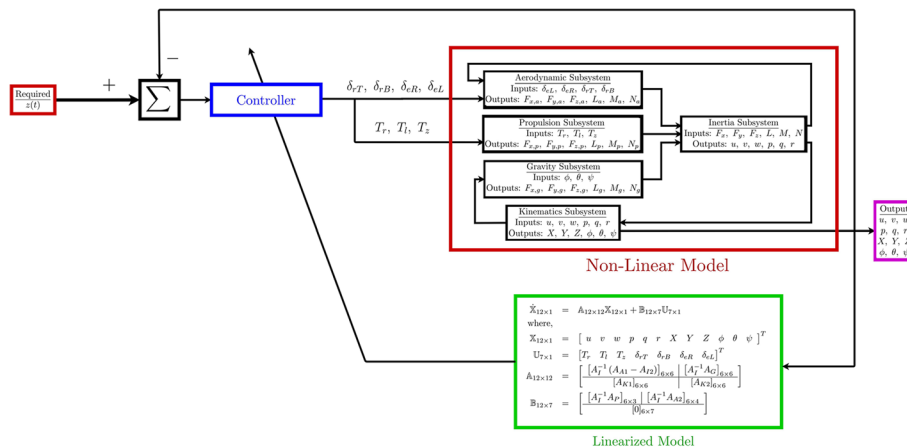 −
+
Required
z(t)
∑
Controller
δ_{rT}, δ_{rB}, δ_{eR}, δ_{eL}
T_r, T_l, T_z
Aerodynamic Subsystem
Inputs: δ_{eL}, δ_{eR}, δ_{rT}, δ_{rB}
Outputs: F_{x,a}, F_{y,a}, F_{z,a}, L_a, M_a, N_a
Propulsion Subsystem
Inputs: T_r, T_l, T_z
Outputs: F_{x,p}, F_{y,p}, F_{z,p}, L_p, M_p, N_p
Gravity Subsystem
Inputs: ϕ, θ, ψ
Outputs: F_{x,g}, F_{y,g}, F_{z,g}, L_g, M_g, N_g
Kinematics Subsystem
Inputs: u, v, w, p, q, r
Outputs: X, Y, Z, ϕ, θ, ψ
Inertia Subsystem
Inputs: F_x, F_y, F_z, L, M, N
Outputs: u, v, w, p, q, r
Non-Linear Model
Output
u, v, w
p, q, r
X, Y, Z
ϕ, θ, ψ
Ẋ_{12×1} = A_{12×12}X_{12×1} + B_{12×7}U_{7×1}
where,
X_{12×1} = [ u v w p q r X Y Z ϕ θ ψ ]^T
U_{7×1} = [T_r T_l T_z δ_{rT} δ_{rB} δ_{eR} δ_{eL}]^T
A_{12×12} = [ [A_I^{-1}(A_{A1} − A_{I2})]_{6×6} | [A_I^{-1}A_G]_{6×6}
[A_{K1}]_{6×6} | [A_{K2}]_{6×6} ]
B_{12×7} = [ [A_I^{-1}A_P]_{6×3} | [A_I^{-1}A_{A2}]_{6×4}
[0]_{6×7} ]
Linearized Model